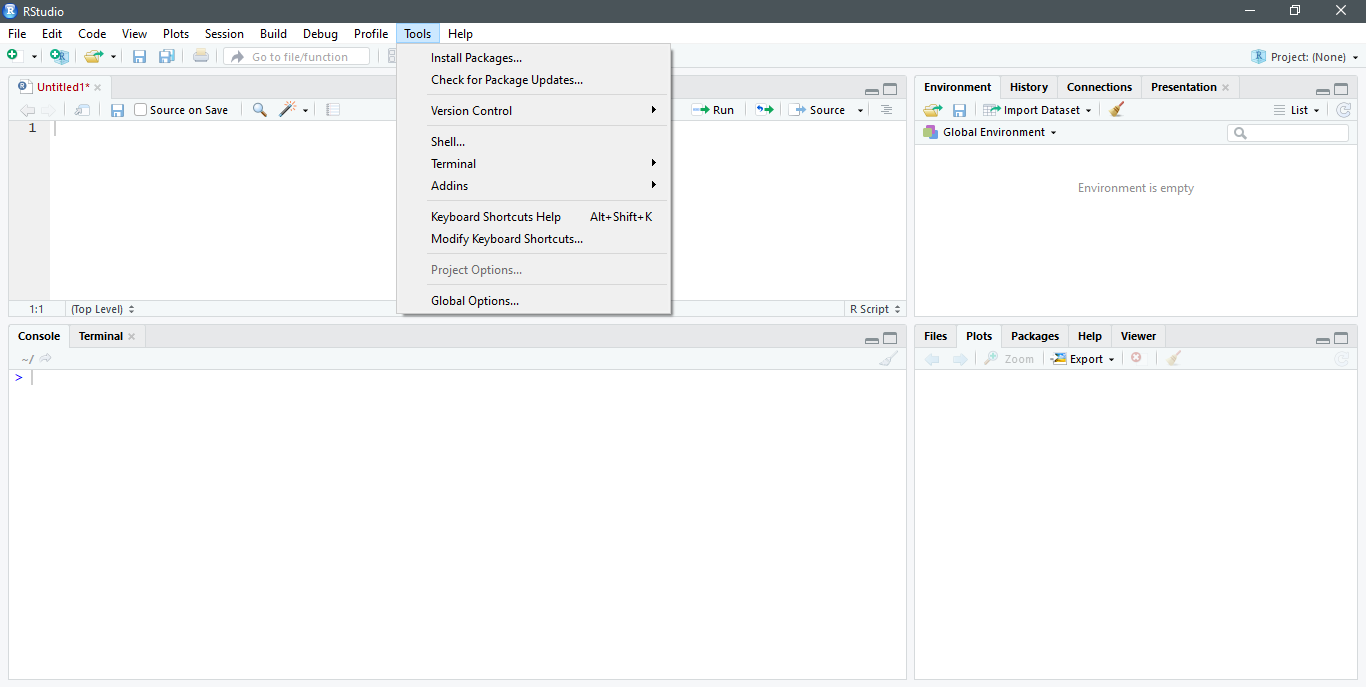 RStudio
File Edit Code View Plots Session Build Debug Profile Tools Help
Go to file/function
Project: (None)
Install Packages...
Check for Package Updates...
Version Control
Shell...
Terminal
Addins
Keyboard Shortcuts Help Alt+Shift+K
Modify Keyboard Shortcuts...
Project Options...
Global Options...
Untitled1*
Source on Save
Run
Source
1
1:1 (Top Level)
R Script
Environment History Connections Presentation
Import Dataset
List
Global Environment
Environment is empty
Console Terminal
~/
>
Files Plots Packages Help Viewer
Zoom Export